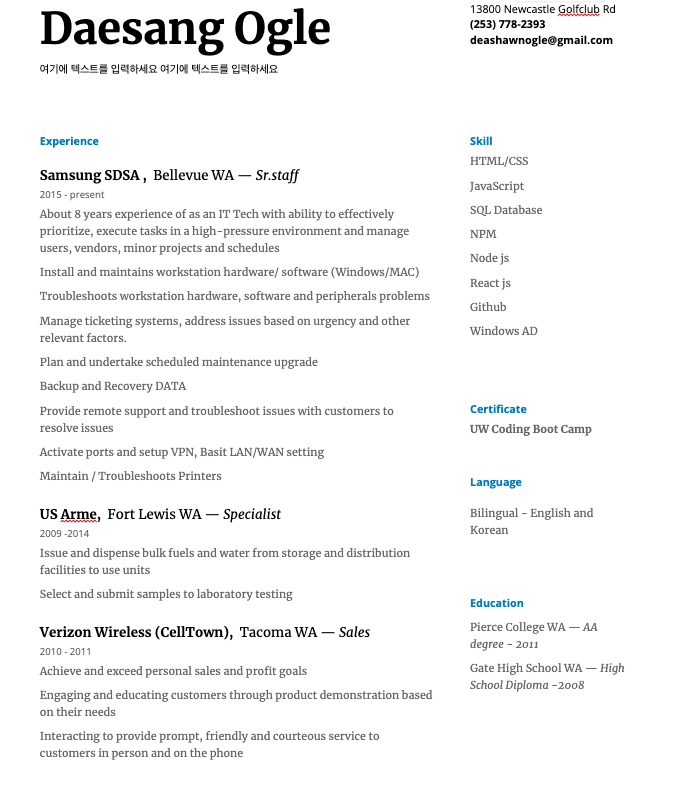 Daesang Ogle
여기에 텍스트를 입력하세요 여기에 텍스트를 입력하세요
13800 Newcastle Golfclub Rd
(253) 778-2393
deashawnogle@gmail.com
Experience
Samsung SDSA , Bellevue WA — Sr.staff
2015 - present
About 8 years experience of as an IT Tech with ability to effectively
prioritize, execute tasks in a high-pressure environment and manage
users, vendors, minor projects and schedules
Install and maintains workstation hardware/ software (Windows/MAC)
Troubleshoots workstation hardware, software and peripherals problems
Manage ticketing systems, address issues based on urgency and other
relevant factors.
Plan and undertake scheduled maintenance upgrade
Backup and Recovery DATA
Provide remote support and troubleshoot issues with customers to
resolve issues
Activate ports and setup VPN, Basit LAN/WAN setting
Maintain / Troubleshoots Printers
US Arme, Fort Lewis WA — Specialist
2009 -2014
Issue and dispense bulk fuels and water from storage and distribution
facilities to use units
Select and submit samples to laboratory testing
Verizon Wireless (CellTown), Tacoma WA — Sales
2010 - 2011
Achieve and exceed personal sales and profit goals
Engaging and educating customers through product demonstration based
on their needs
Interacting to provide prompt, friendly and courteous service to
customers in person and on the phone
Skill
HTML/CSS
JavaScript
SQL Database
NPM
Node js
React js
Github
Windows AD
Certificate
UW Coding Boot Camp
Language
Bilingual - English and
Korean
Education
Pierce College WA — AA
degree - 2011
Gate High School WA — High
School Diploma -2008